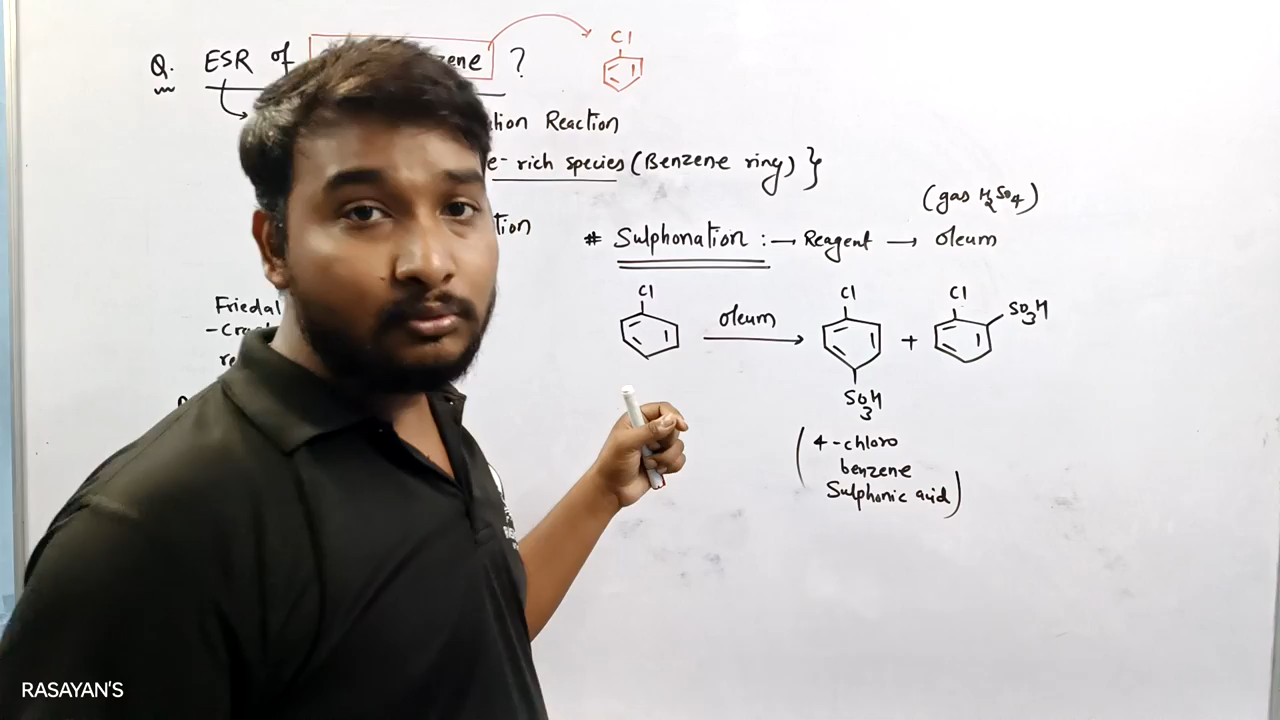 Q. ESR of zene ?
Cl
tion Reaction
e- rich species (Benzene ring) }
tion
(gas H2SO4)
# Sulphonation :→ Reagent → oleum
Friedal
- Cra
re
Cl oleum Cl + Cl SO3H
SO3H
(4-chloro
benzene
Sulphonic acid)
RASAYAN'S